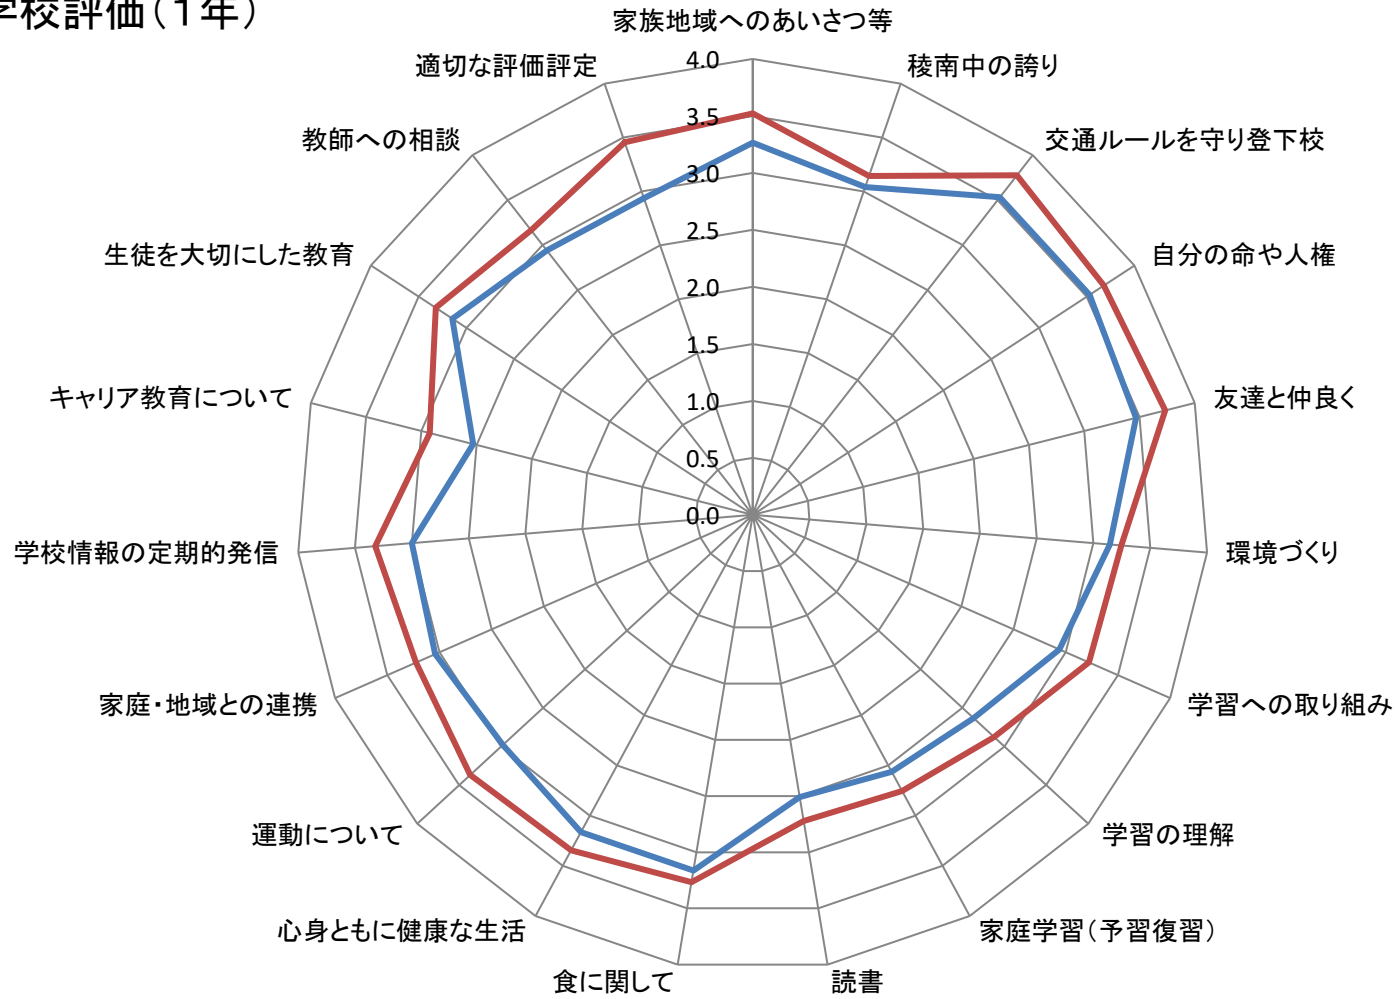 学校評価（１年）
家族地域へのあいさつ等
稜南中の誇り
交通ルールを守り登下校
自分の命や人権
友達と仲良く
環境づくり
学習への取り組み
学習の理解
家庭学習（予習復習）
読書
食に関して
心身ともに健康な生活
運動について
家庭・地域との連携
学校情報の定期的発信
キャリア教育について
生徒を大切にした教育
教師への相談
適切な評価評定
4.0
3.5
3.0
2.5
2.0
1.5
1.0
0.5
0.0